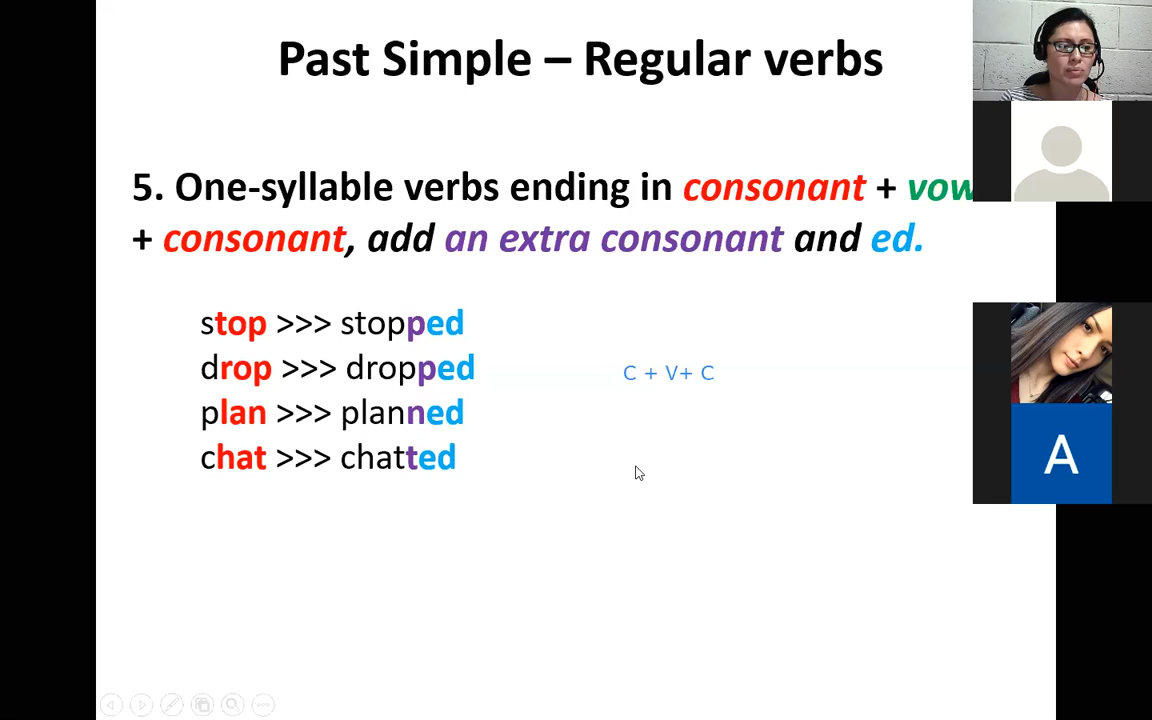 Past Simple – Regular verbs
5. One-syllable verbs ending in consonant +
+ consonant, add an extra consonant and ed.
stop >>> stopped
drop >>> dropped
C + V+ C
plan >>> planned
chat >>> chatted
A